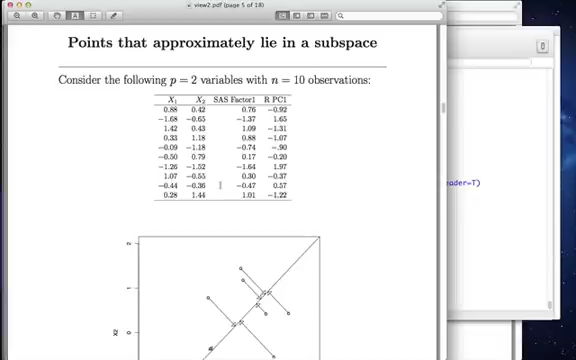 view2.pdf (page 5 of 18)
Points that approximately lie in a subspace
Consider the following p = 2 variables with n = 10 observations:
X1 X2 SAS Factor1 R PC1
0.88 0.42 0.76 −0.92
−1.68 −0.65 −1.37 1.65
1.42 0.43 1.09 −1.31
0.33 1.18 0.88 −1.07
−0.09 −1.18 −0.74 −.90
−0.50 0.79 0.17 −0.20
−1.26 −1.52 −1.64 1.97
1.07 −0.55 0.30 −0.37
−0.44 −0.36 −0.47 0.57
0.28 1.44 1.01 −1.22
eader=T)
2
1
0
X2